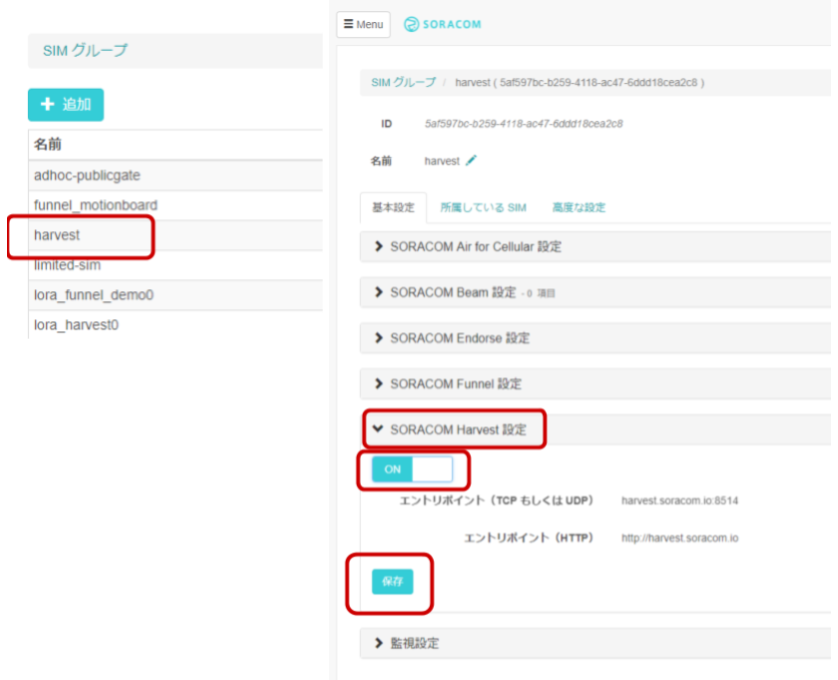 SIM グループ
追加
名前
adhoc-publicgate
funnel_motionboard
harvest
limited-sim
lora_funnel_demo0
lora_harvest0
Menu SORACOM
SIM グループ / harvest ( 5af597bc-b259-4118-ac47-6ddd18cea2c8 )
ID 5af597bc-b259-4118-ac47-6ddd18cea2c8
名前 harvest
基本設定 所属している SIM 高度な設定
SORACOM Air for Cellular 設定
SORACOM Beam 設定 - 0 項目
SORACOM Endorse 設定
SORACOM Funnel 設定
SORACOM Harvest 設定
ON
エントリポイント（TCP もしくは UDP） harvest.soracom.io:8514
エントリポイント（HTTP） http://harvest.soracom.io
保存
監視設定